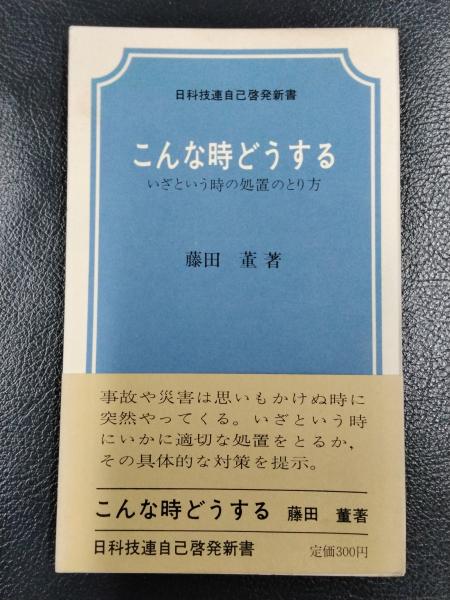 日科技連自己啓発新書
こんな時どうする
いざという時の処置のとり方
藤田 董 著
事故や災害は思いもかけぬ時に
突然やってくる。いざという時
にいかに適切な処置をとるか，
その具体的な対策を提示。
こんな時どうする 藤田 董著
日科技連自己啓発新書 定価300円